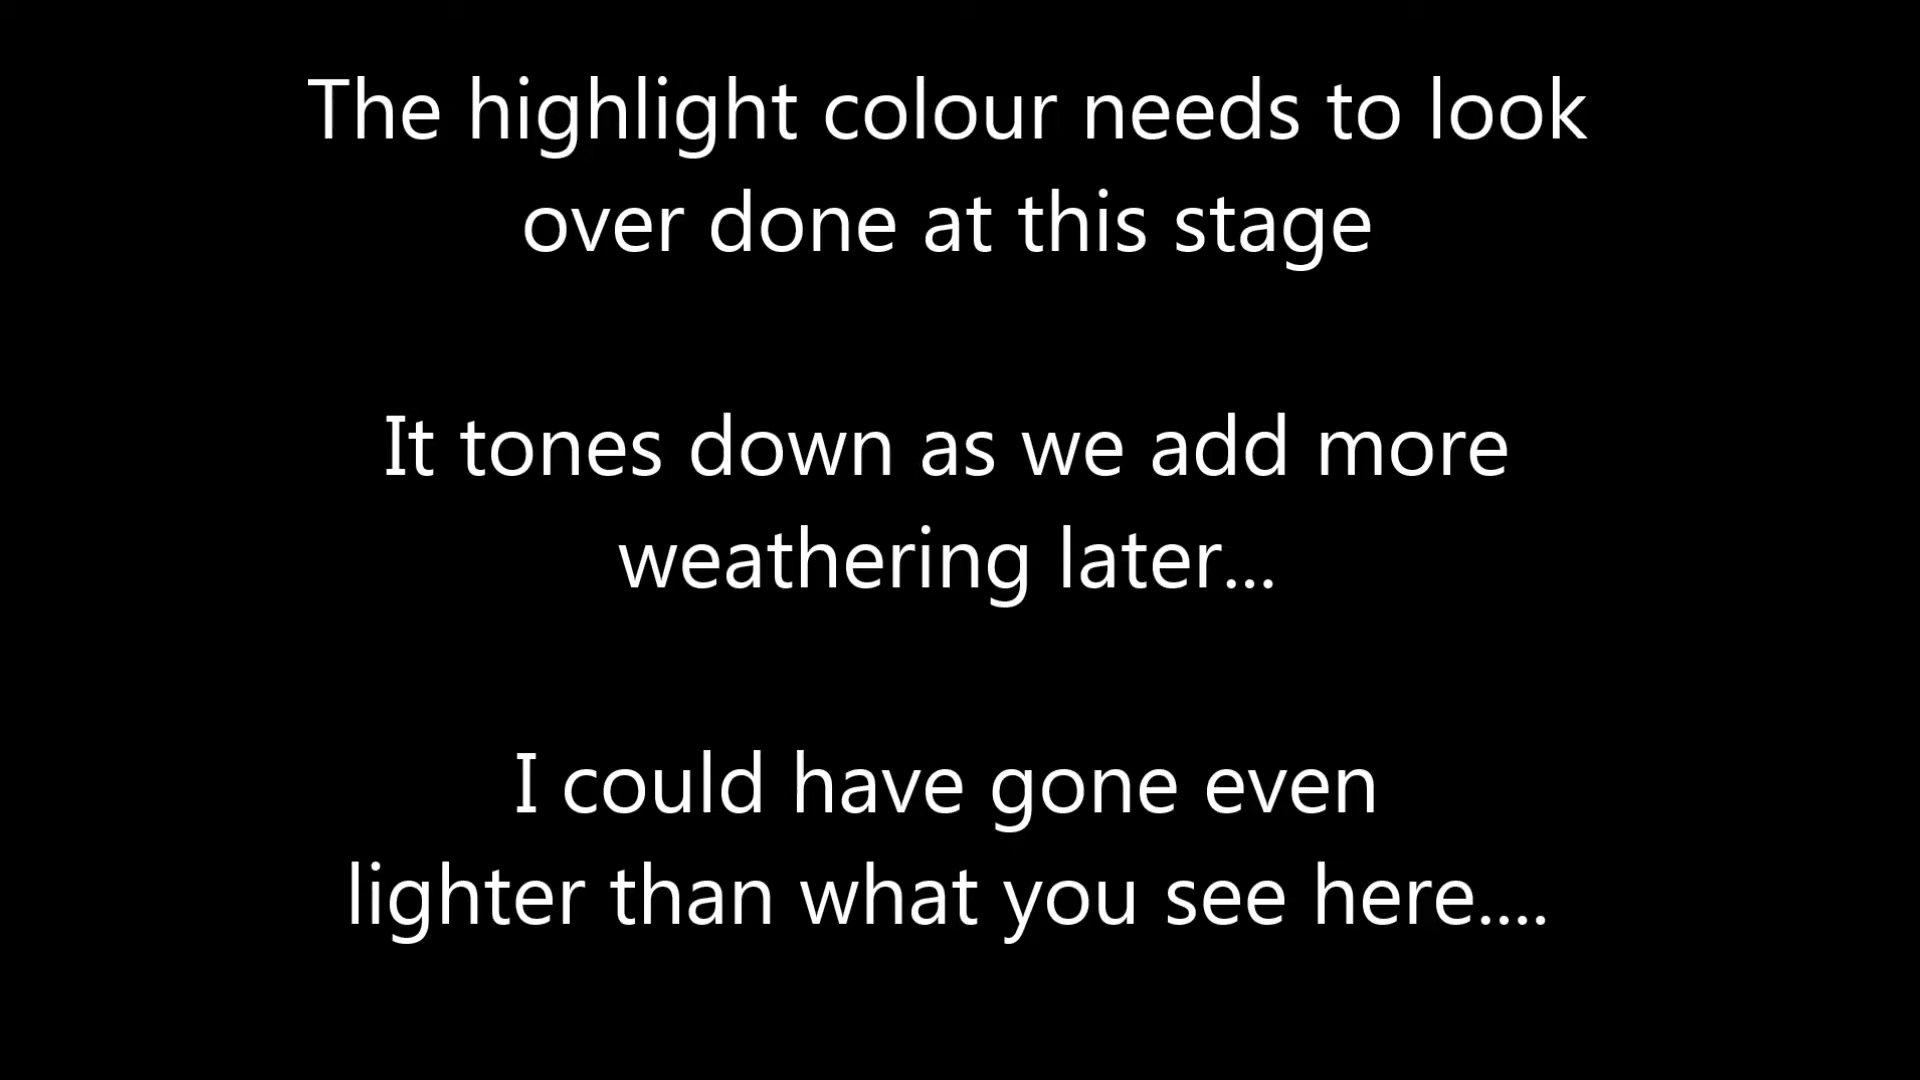 The highlight colour needs to look
over done at this stage
It tones down as we add more
weathering later...
I could have gone even
lighter than what you see here....